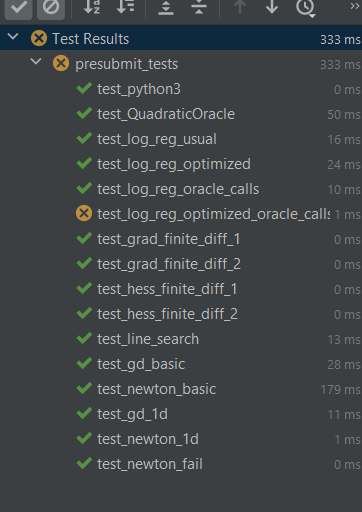 Test Results 333 ms
presubmit_tests 333 ms
test_python3 0 ms
test_QuadraticOracle 50 ms
test_log_reg_usual 16 ms
test_log_reg_optimized 24 ms
test_log_reg_oracle_calls 10 ms
test_log_reg_optimized_oracle_calls 1 ms
test_grad_finite_diff_1 0 ms
test_grad_finite_diff_2 0 ms
test_hess_finite_diff_1 0 ms
test_hess_finite_diff_2 0 ms
test_line_search 13 ms
test_gd_basic 28 ms
test_newton_basic 179 ms
test_gd_1d 11 ms
test_newton_1d 1 ms
test_newton_fail 0 ms